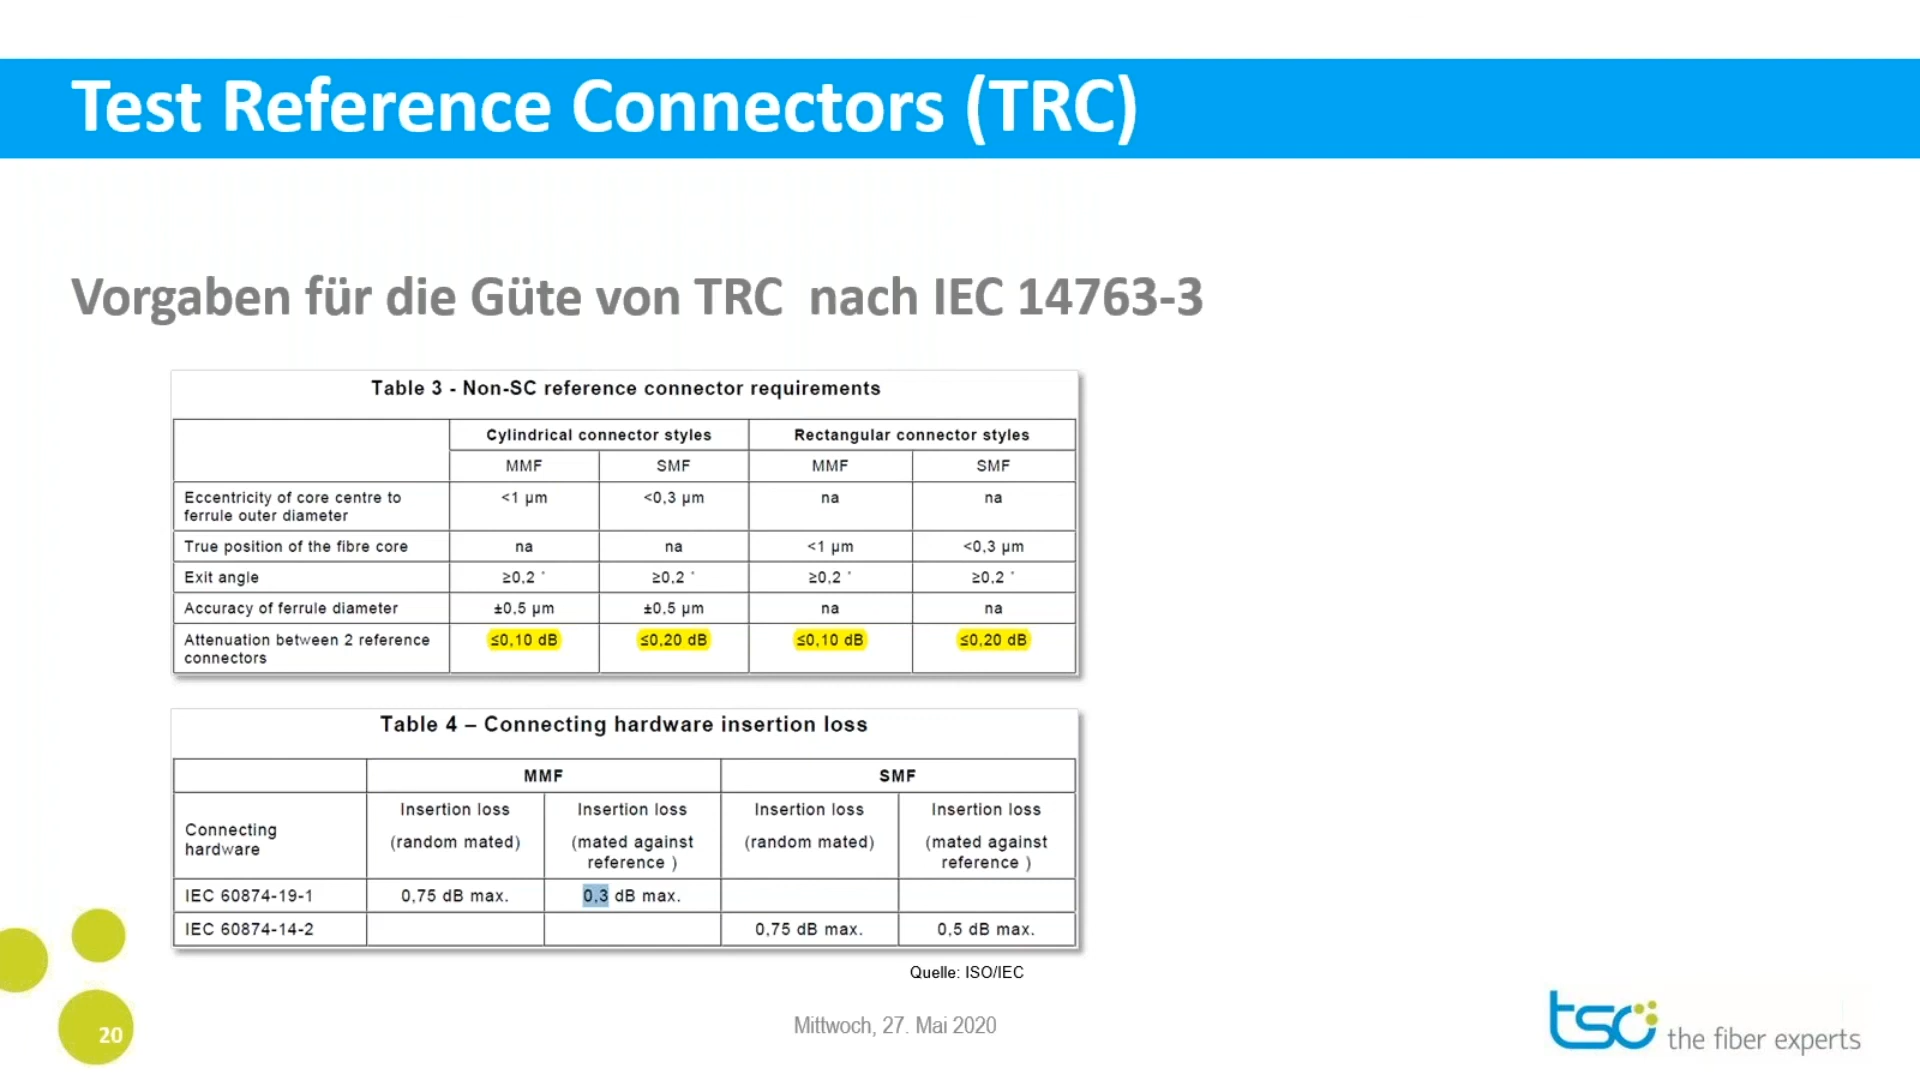 Test Reference Connectors (TRC)
Vorgaben für die Güte von TRC nach IEC 14763-3
Table 3 - Non-SC reference connector requirements
Cylindrical connector styles Rectangular connector styles
MMF SMF MMF SMF
Eccentricity of core centre to
ferrule outer diameter
<1 µm <0,3 µm na na
True position of the fibre core na na <1 µm <0,3 µm
Exit angle ≥0,2 ° ≥0,2 ° ≥0,2 ° ≥0,2 °
Accuracy of ferrule diameter ±0,5 µm ±0,5 µm na na
Attenuation between 2 reference
connectors
≤0,10 dB ≤0,20 dB ≤0,10 dB ≤0,20 dB
Table 4 – Connecting hardware insertion loss
MMF SMF
Connecting
hardware
Insertion loss
(random mated)
Insertion loss
(mated against
reference )
Insertion loss
(random mated)
Insertion loss
(mated against
reference )
IEC 60874-19-1 0,75 dB max. 0,3 dB max.
IEC 60874-14-2 0,75 dB max. 0,5 dB max.
Quelle: ISO/IEC
20
Mittwoch, 27. Mai 2020
tso the fiber experts